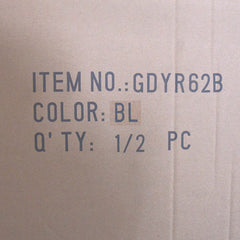 ITEM NO.:GDYR62B
COLOR: BL
Q'TY: 1/2 PC